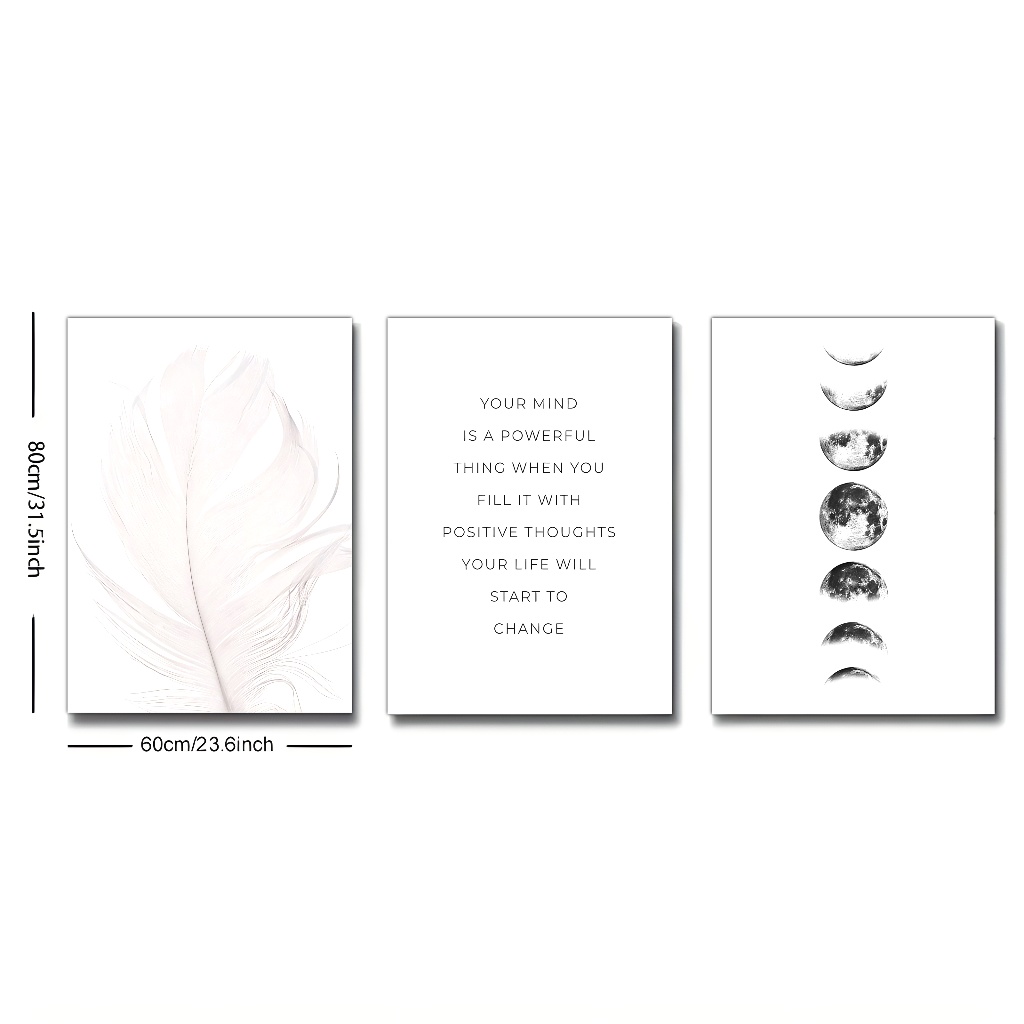 80cm/31.5inch
YOUR MIND
IS A POWERFUL
THING WHEN YOU
FILL IT WITH
POSITIVE THOUGHTS
YOUR LIFE WILL
START TO
CHANGE
60cm/23.6inch